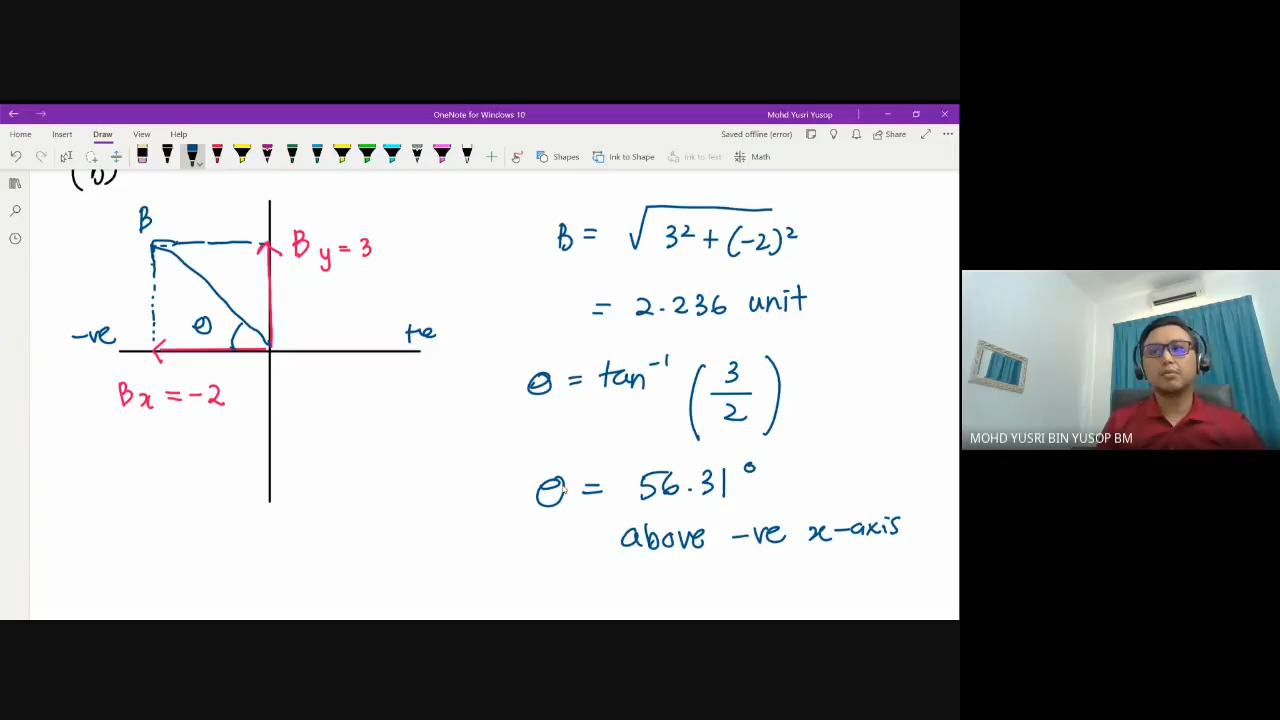 OneNote for Windows 10
Mohd Yusri Yusop
Home Insert Draw View Help
Saved offline (error)
Share
Shapes
Ink to Shape
Ink to Text
Math
(b)
B
By = 3
-ve
θ
+ve
Bx = -2
B = √ 3² + (-2)²
= 2.236 unit
θ = tan⁻¹ (3/2)
θ = 56.31°
above -ve x-axis
MOHD YUSRI BIN YUSOP BM